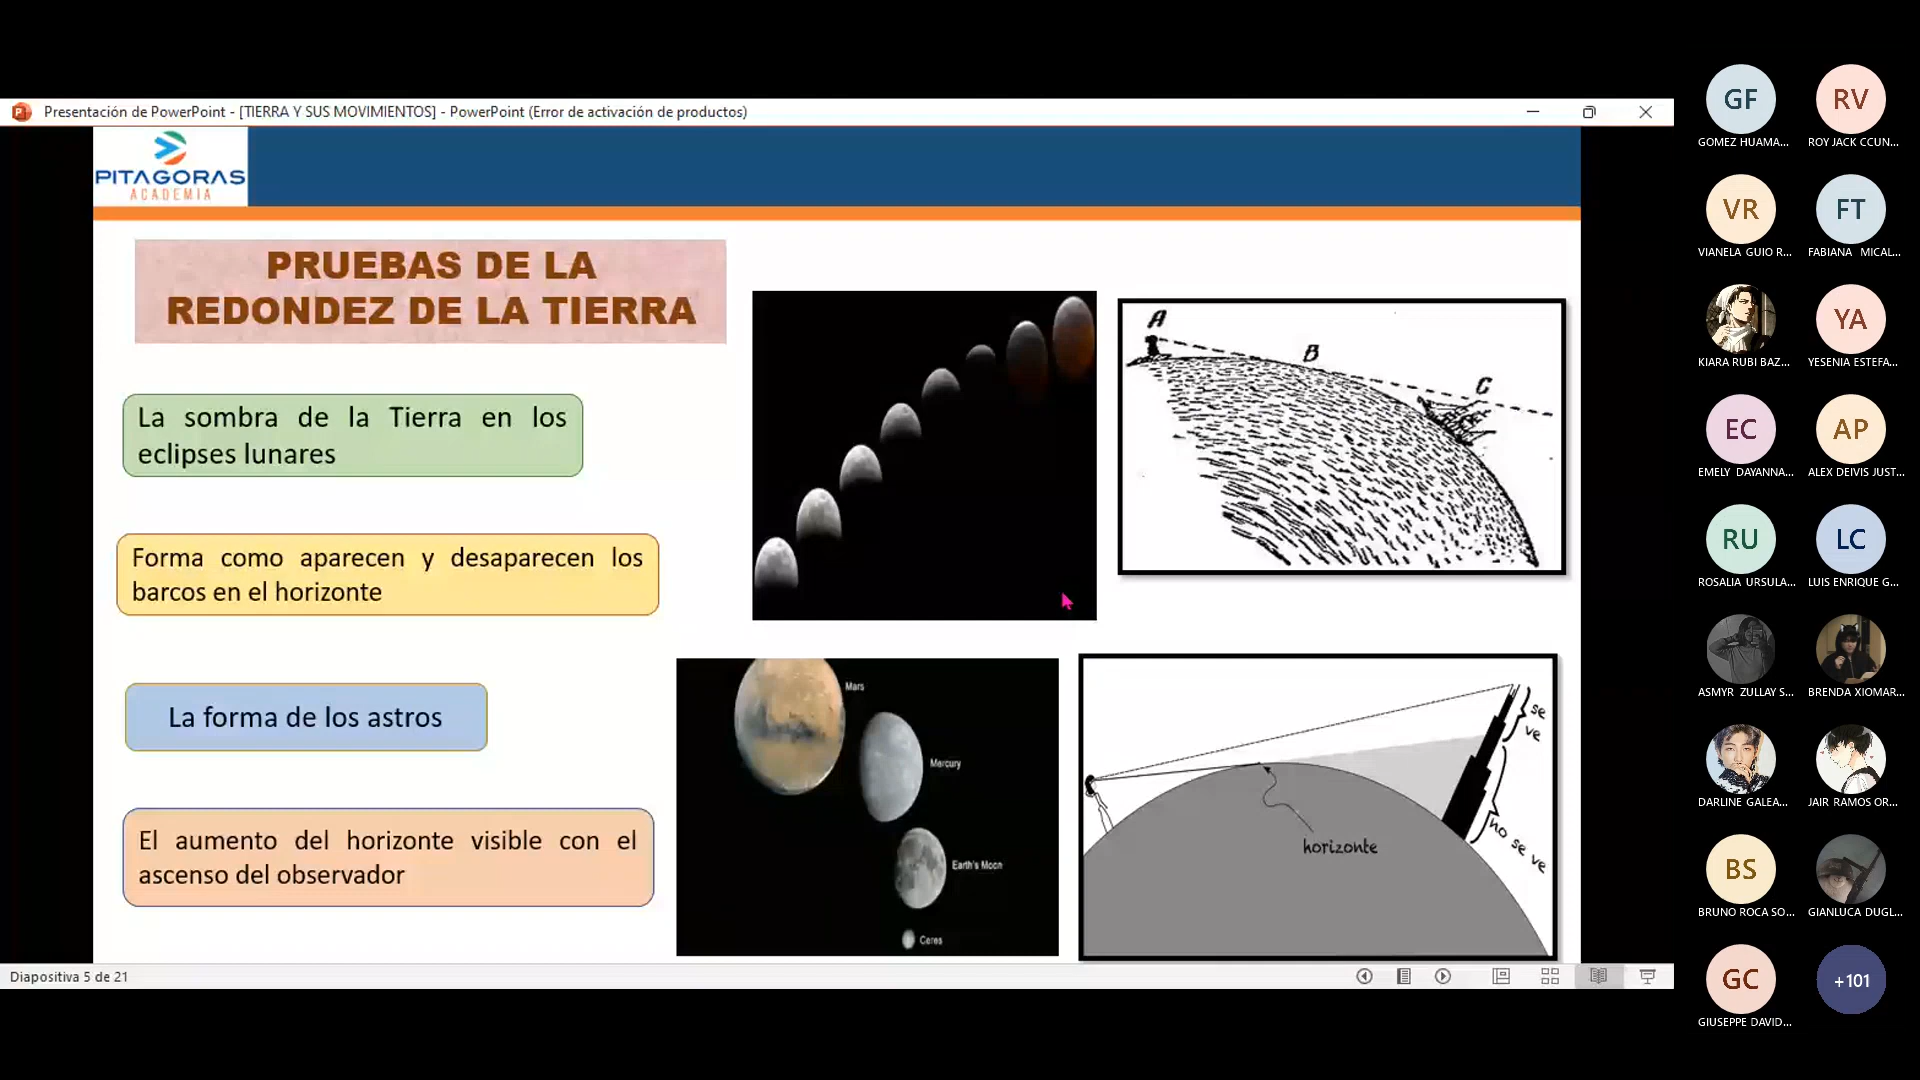 Presentación de PowerPoint - [TIERRA Y SUS MOVIMIENTOS] - PowerPoint (Error de activación de productos)
PITAGORAS
ACADEMIA
PRUEBAS DE LA
REDONDEZ DE LA TIERRA
La sombra de la Tierra en los
eclipses lunares
Forma como aparecen y desaparecen los
barcos en el horizonte
La forma de los astros
El aumento del horizonte visible con el
ascenso del observador
A
B
C
Mars
Mercury
Earth's Moon
Ceres
se
ve
no se ve
horizonte
Diapositiva 5 de 21
GF
GOMEZ HUAMA...
RV
ROY JACK CCUN...
VR
VIANELA GUIO R...
FT
FABIANA MICAL...
KIARA RUBI BAZ...
YA
YESENIA ESTEFA...
EC
EMELY DAYANNA...
AP
ALEX DEIVIS JUST...
RU
ROSALIA URSULA...
LC
LUIS ENRIQUE G...
ASMYR ZULLAY S...
BRENDA XIOMAR...
DARLINE GALEA...
JAIR RAMOS OR...
BS
BRUNO ROCA SO...
GIANLUCA DUGL...
GC
GIUSEPPE DAVID...
+101